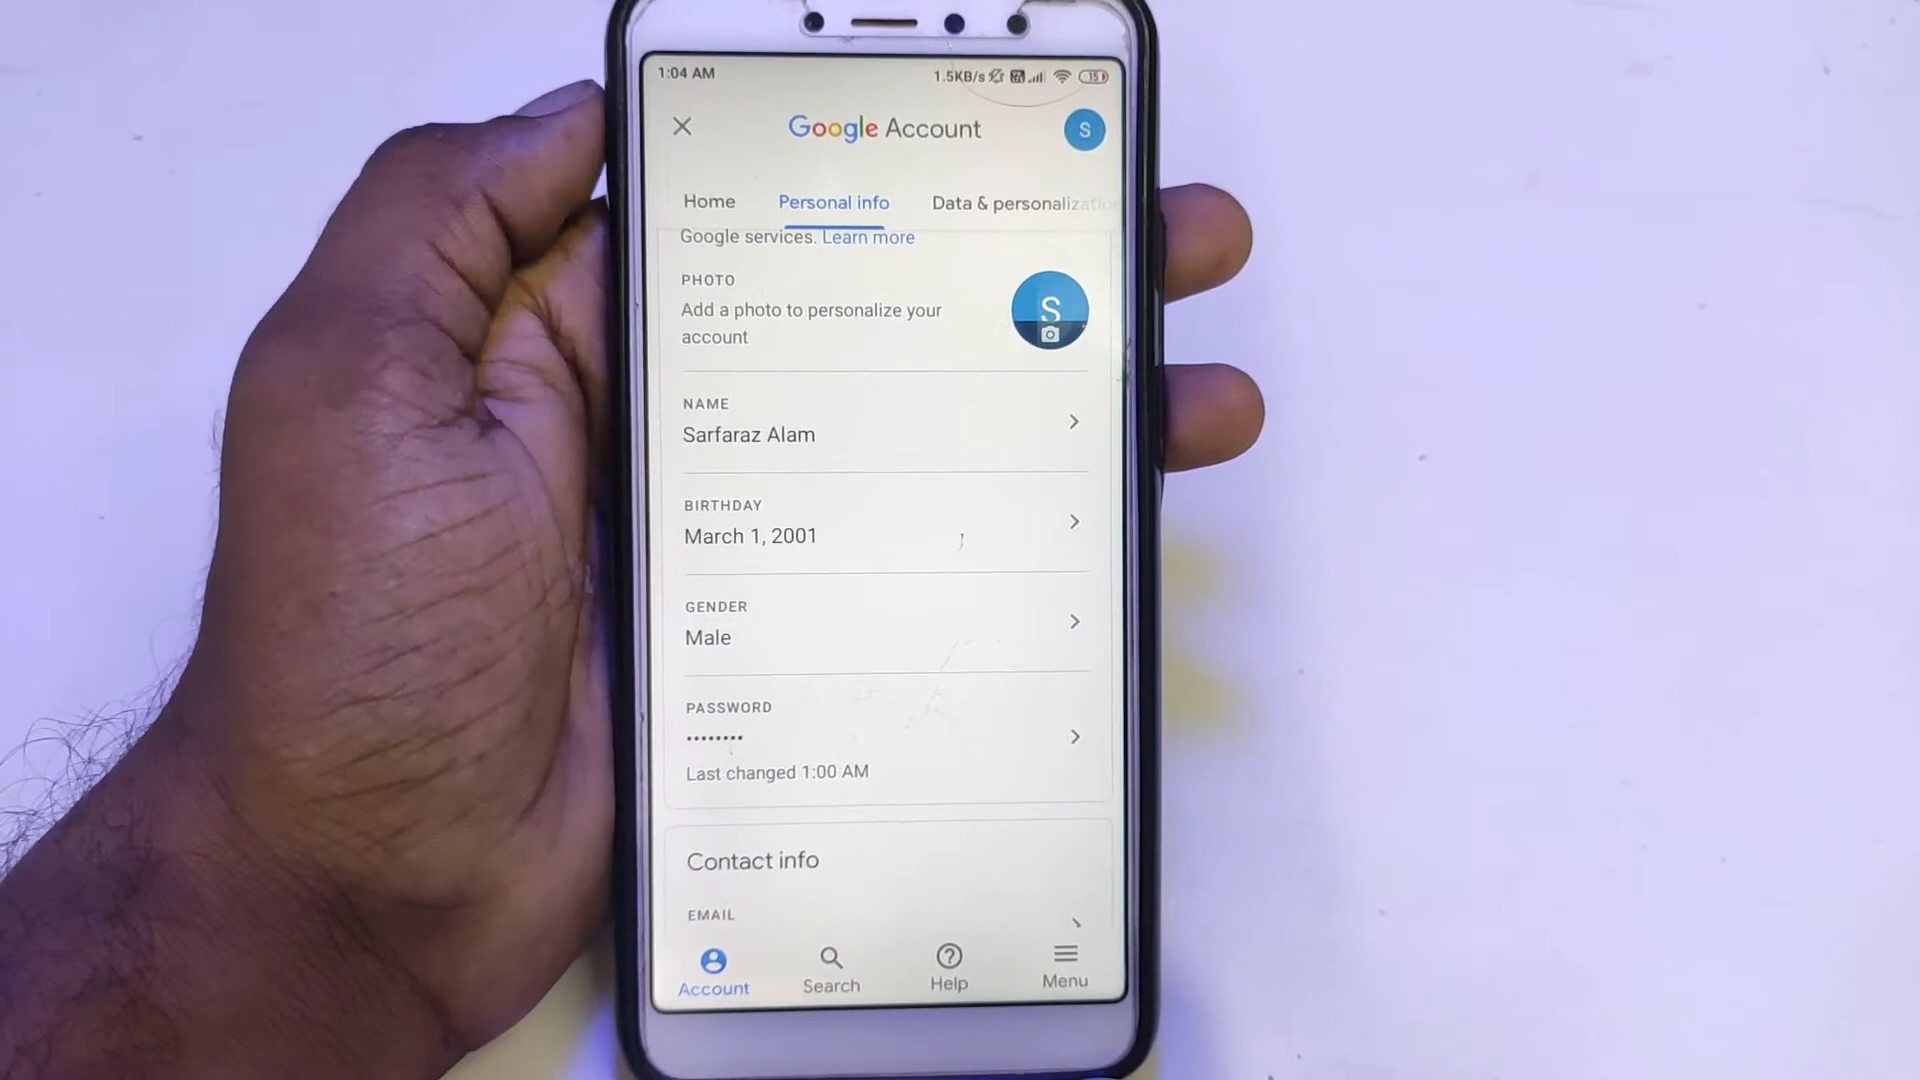 1:04 AM 1.5KB/s 15
Google Account S
Home Personal info Data & personalization
Google services. Learn more
PHOTO
Add a photo to personalize your
account
S
NAME
Sarfaraz Alam
BIRTHDAY
March 1, 2001
GENDER
Male
PASSWORD
••••••••
Last changed 1:00 AM
Contact info
EMAIL
Account Search Help Menu